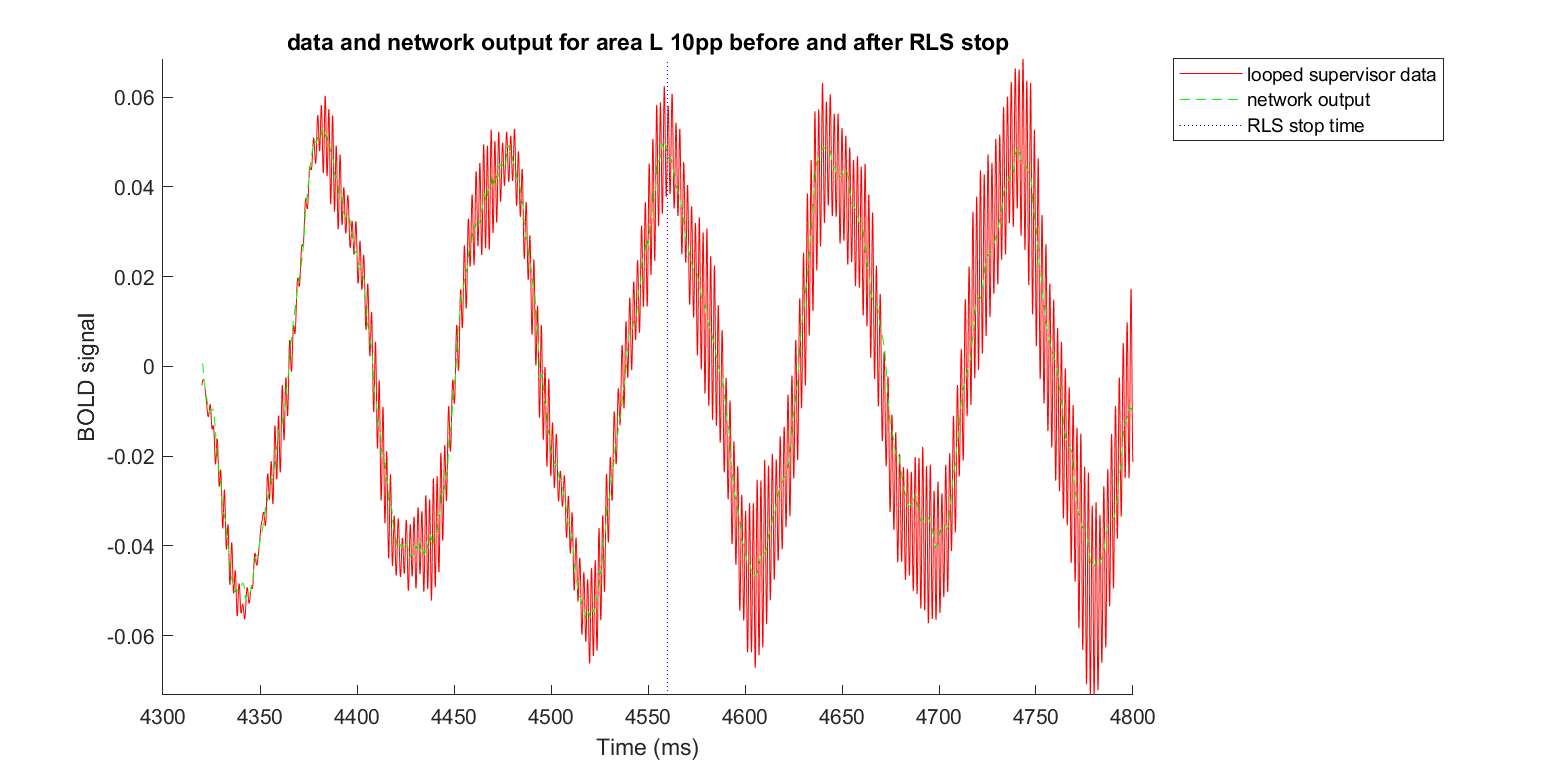 data and network output for area L 10pp before and after RLS stop
looped supervisor data
network output
RLS stop time
BOLD signal
0.06
0.04
0.02
0
-0.02
-0.04
-0.06
4300 4350 4400 4450 4500 4550 4600 4650 4700 4750 4800
Time (ms)